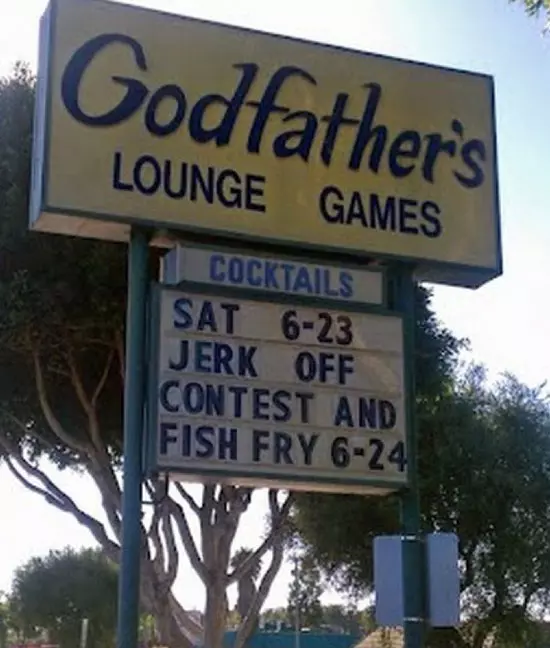 Godfather's
LOUNGE GAMES
COCKTAILS
SAT 6-23
JERK OFF
CONTEST AND
FISH FRY 6-24